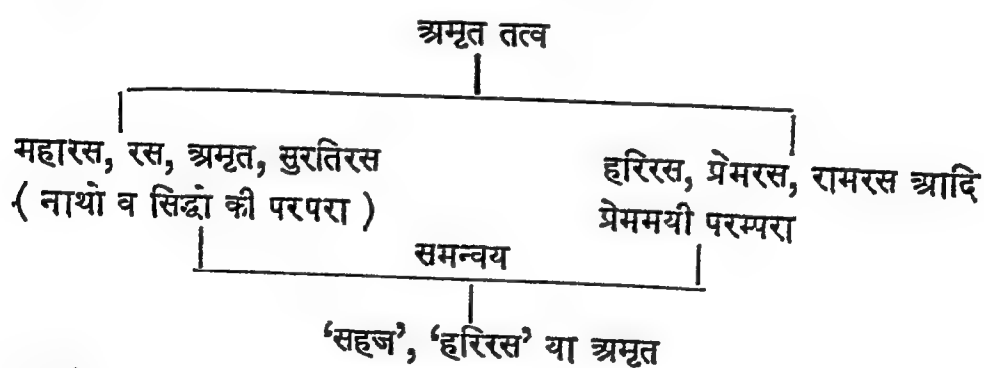 अमृत तत्व
महारस, रस, अमृत, सुरतिरस
( नाथो व सिद्धों की परपरा )
हरिरस, प्रेमरस, रामरस आदि
प्रेममयी परम्परा
समन्वय
‘सहज’, ‘हरिरस’ या अमृत